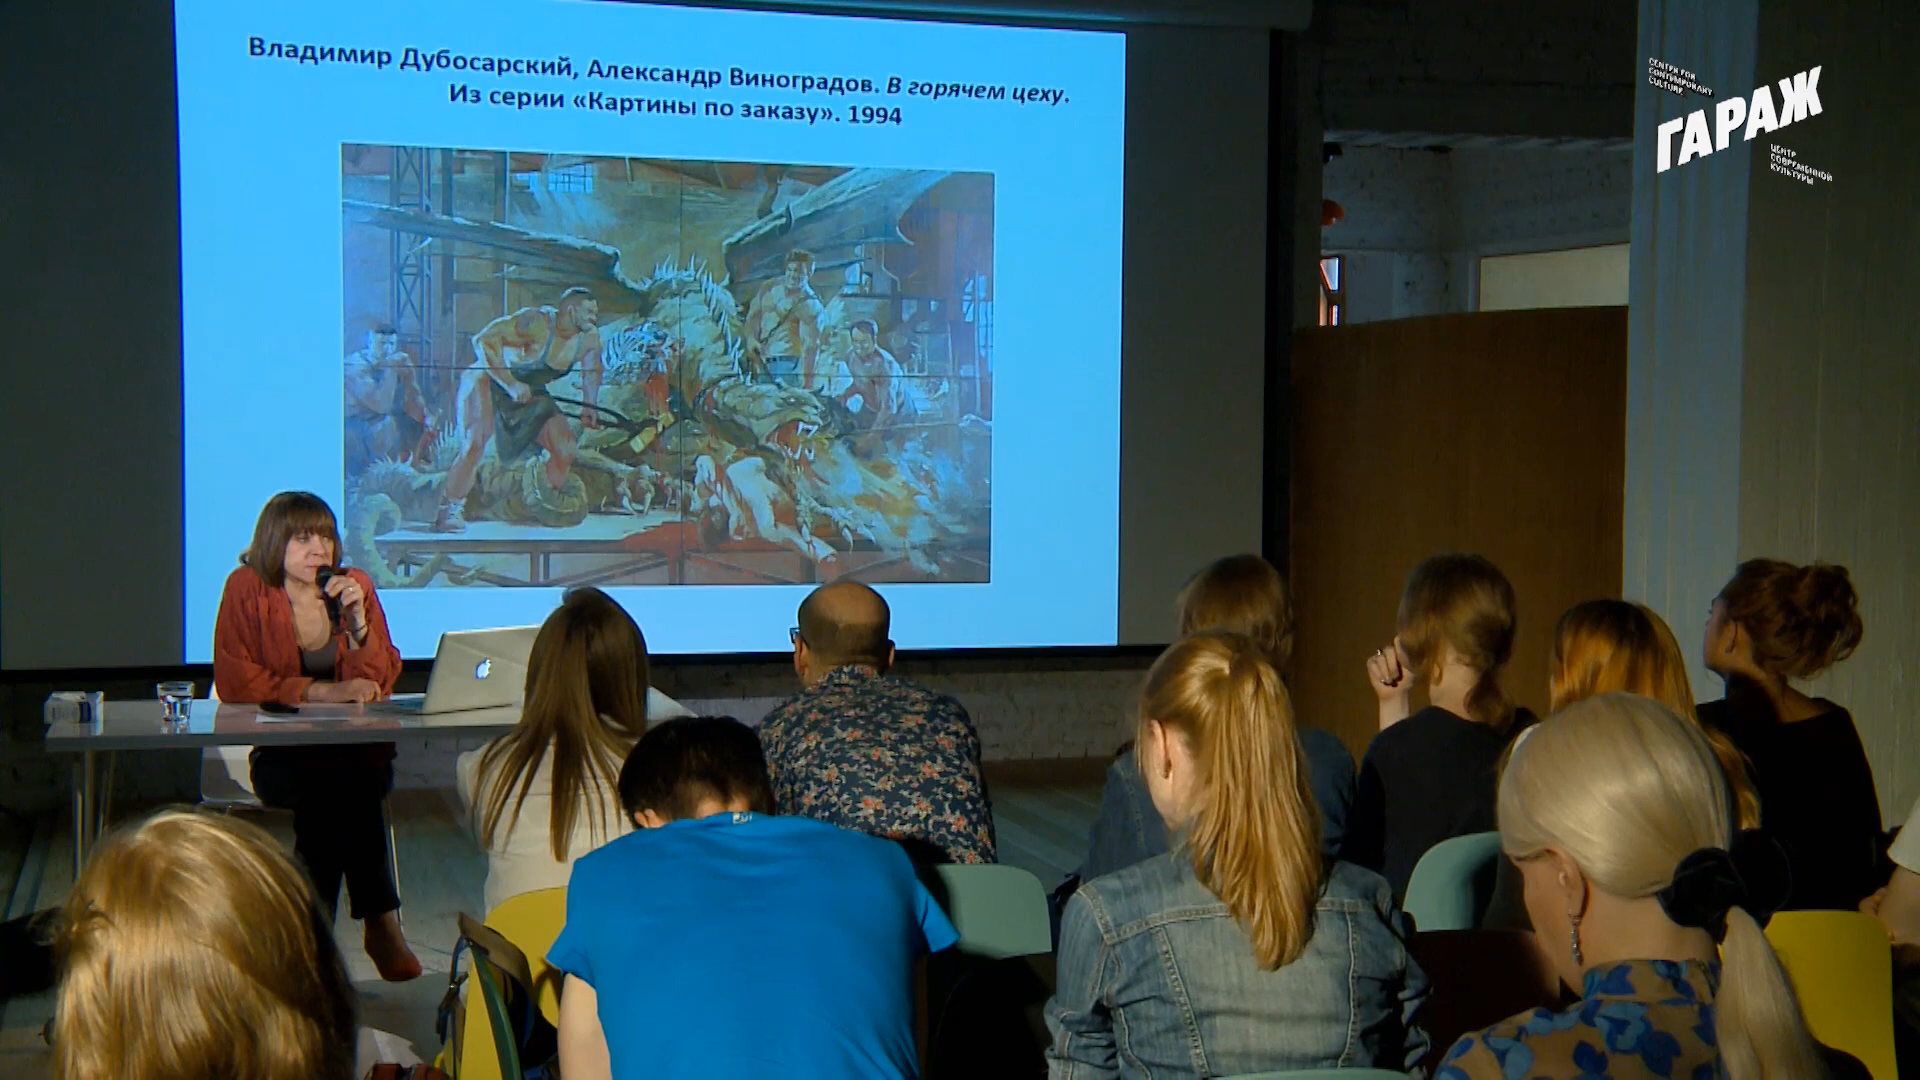 Владимир Дубосарский, Александр Виноградов. В горячем цеху.
Из серии «Картины по заказу». 1994
CENTER FOR
CONTEMPORARY
CULTURE
ГАРАЖ
ЦЕНТР
СОВРЕМЕННОЙ
КУЛЬТУРЫ